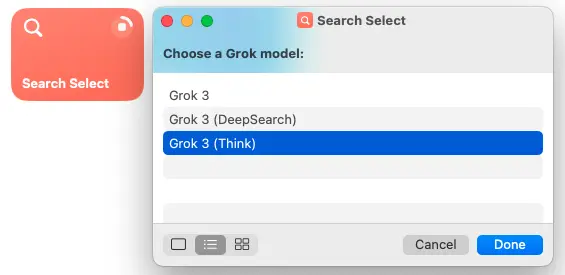 Search Select
Search Select
Choose a Grok model:
Grok 3
Grok 3 (DeepSearch)
Grok 3 (Think)
Cancel
Done